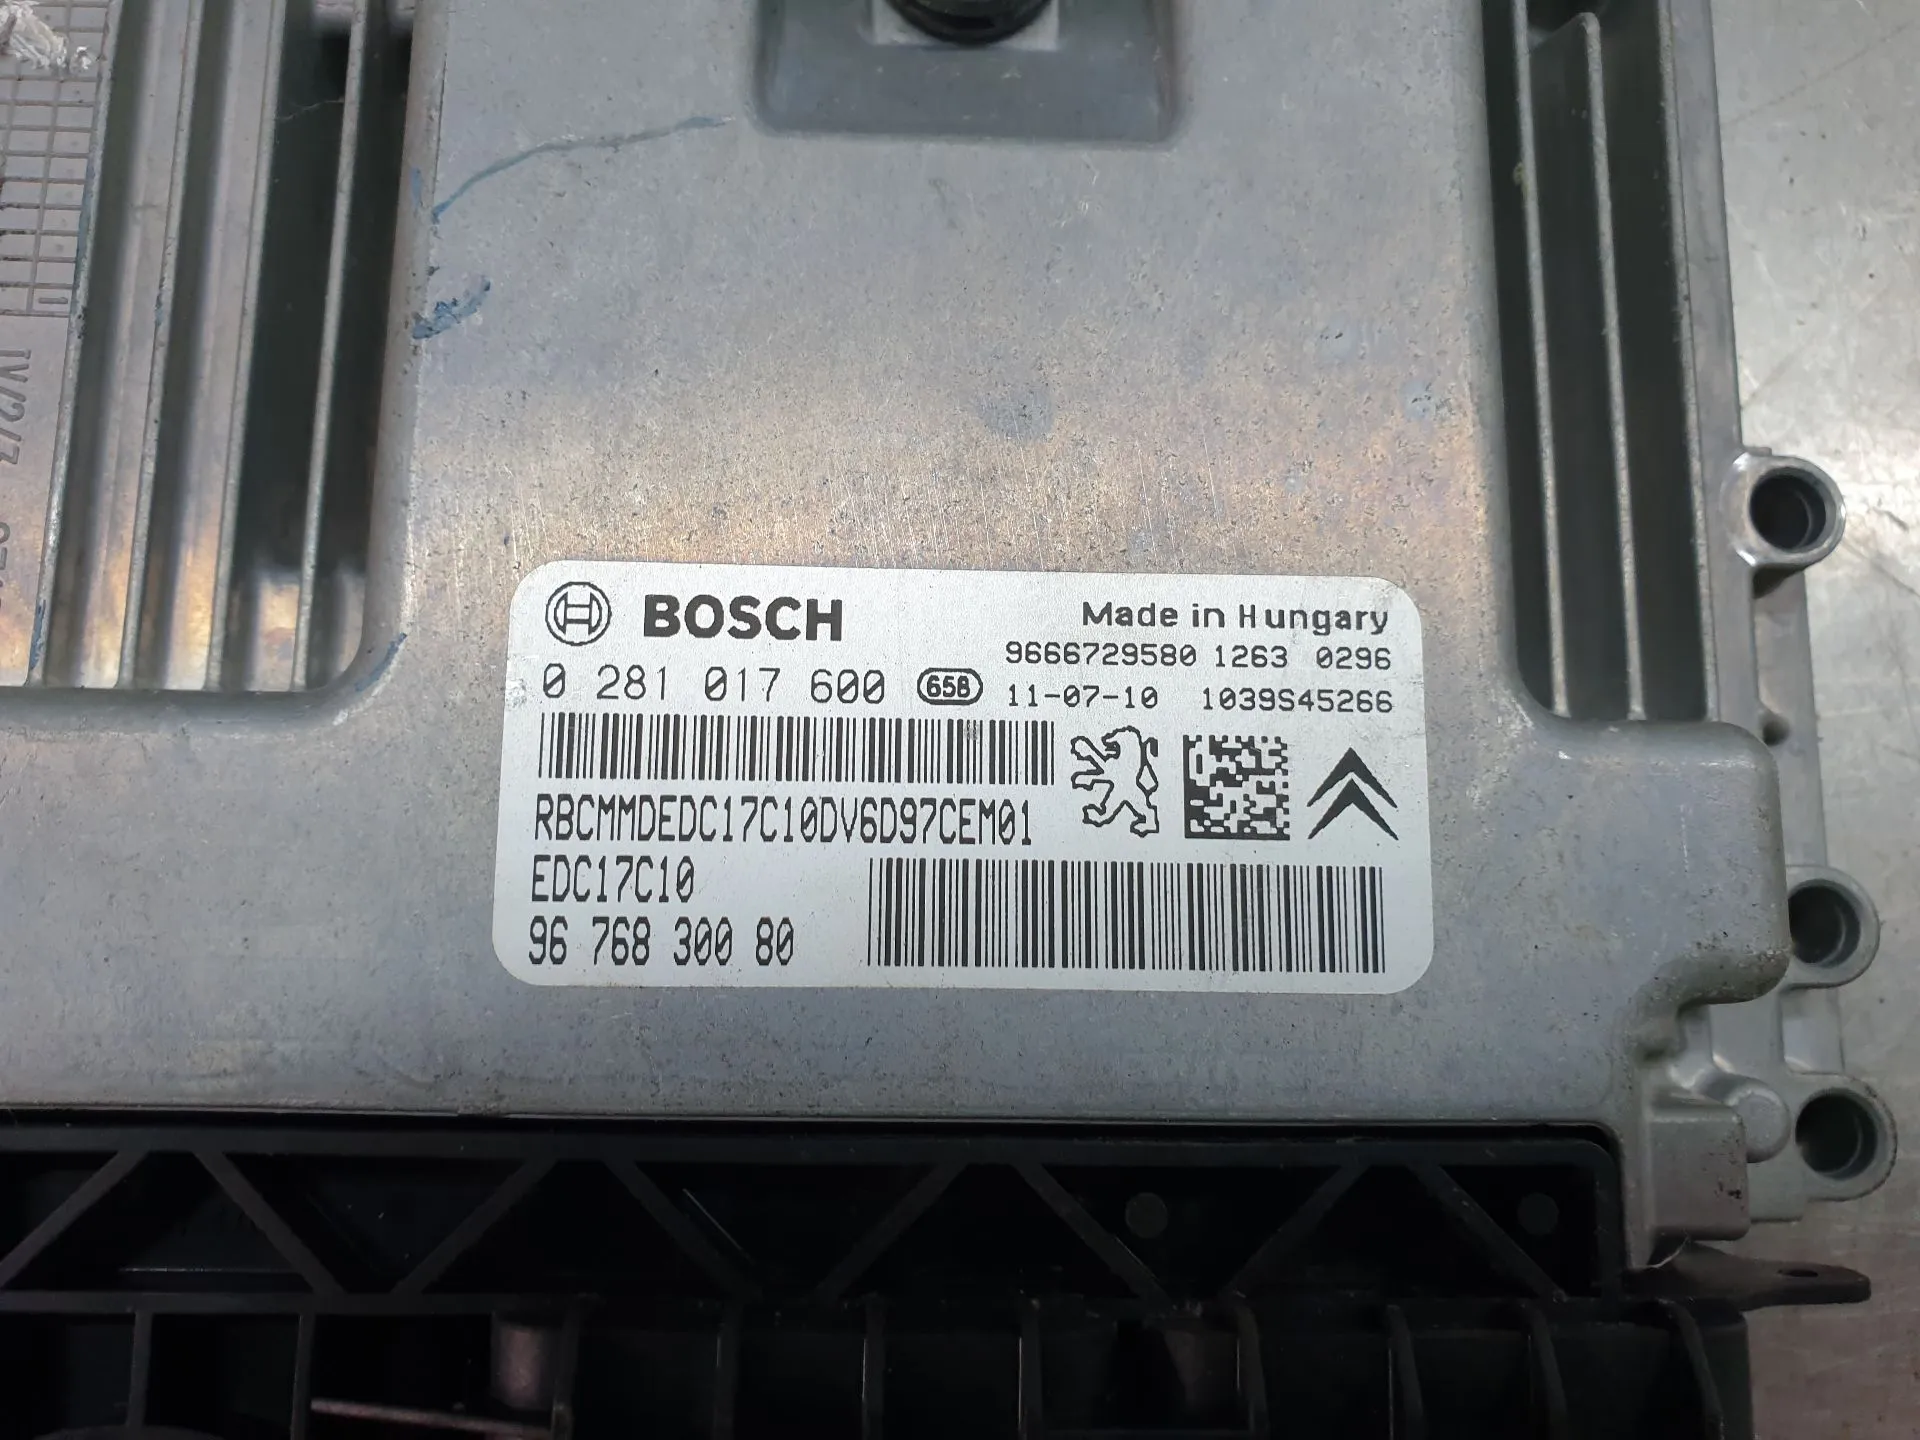 BOSCH
Made in Hungary
9666729580 1263 0296
0 281 017 600 65B 11-07-10 1039S45266
RBCMMDEDC17C10DV6D97CEM01
EDC17C10
96 768 300 80